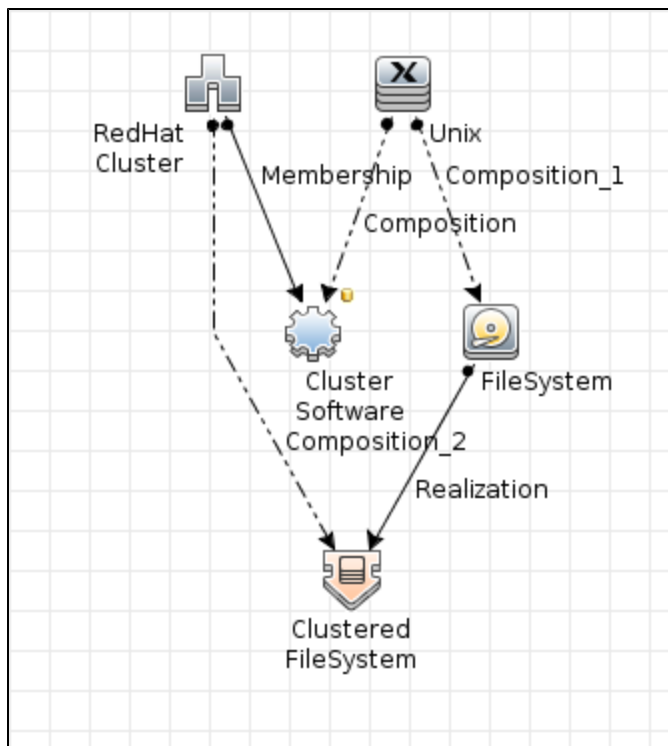 RedHat
Cluster
Unix
Membership
Composition_1
Composition
Cluster
Software
FileSystem
Composition_2
Realization
Clustered
FileSystem